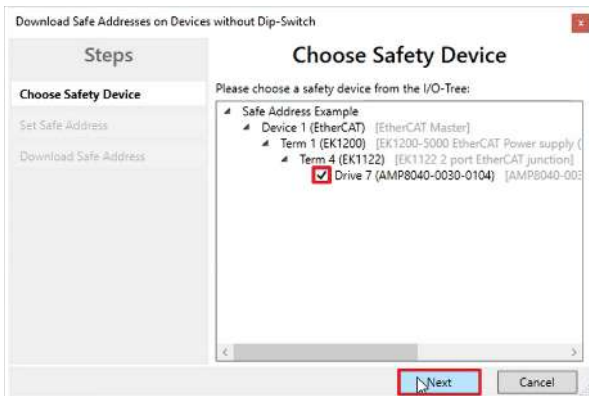 Download Safe Addresses on Devices without Dip-Switch
Steps
Choose Safety Device
Set Safe Address
Download Safe Address
Choose Safety Device
Please choose a safety device from the I/O-Tree:
Safe Address Example
Device 1 (EtherCAT) [EtherCAT Master]
Term 1 (EK1200) [EK1200-5000 EtherCAT Power supply (
Term 4 (EK1122) [EK1122 2 port EtherCAT junction]
Drive 7 (AMP8040-0030-0104) [AMP8040-003
Next
Cancel